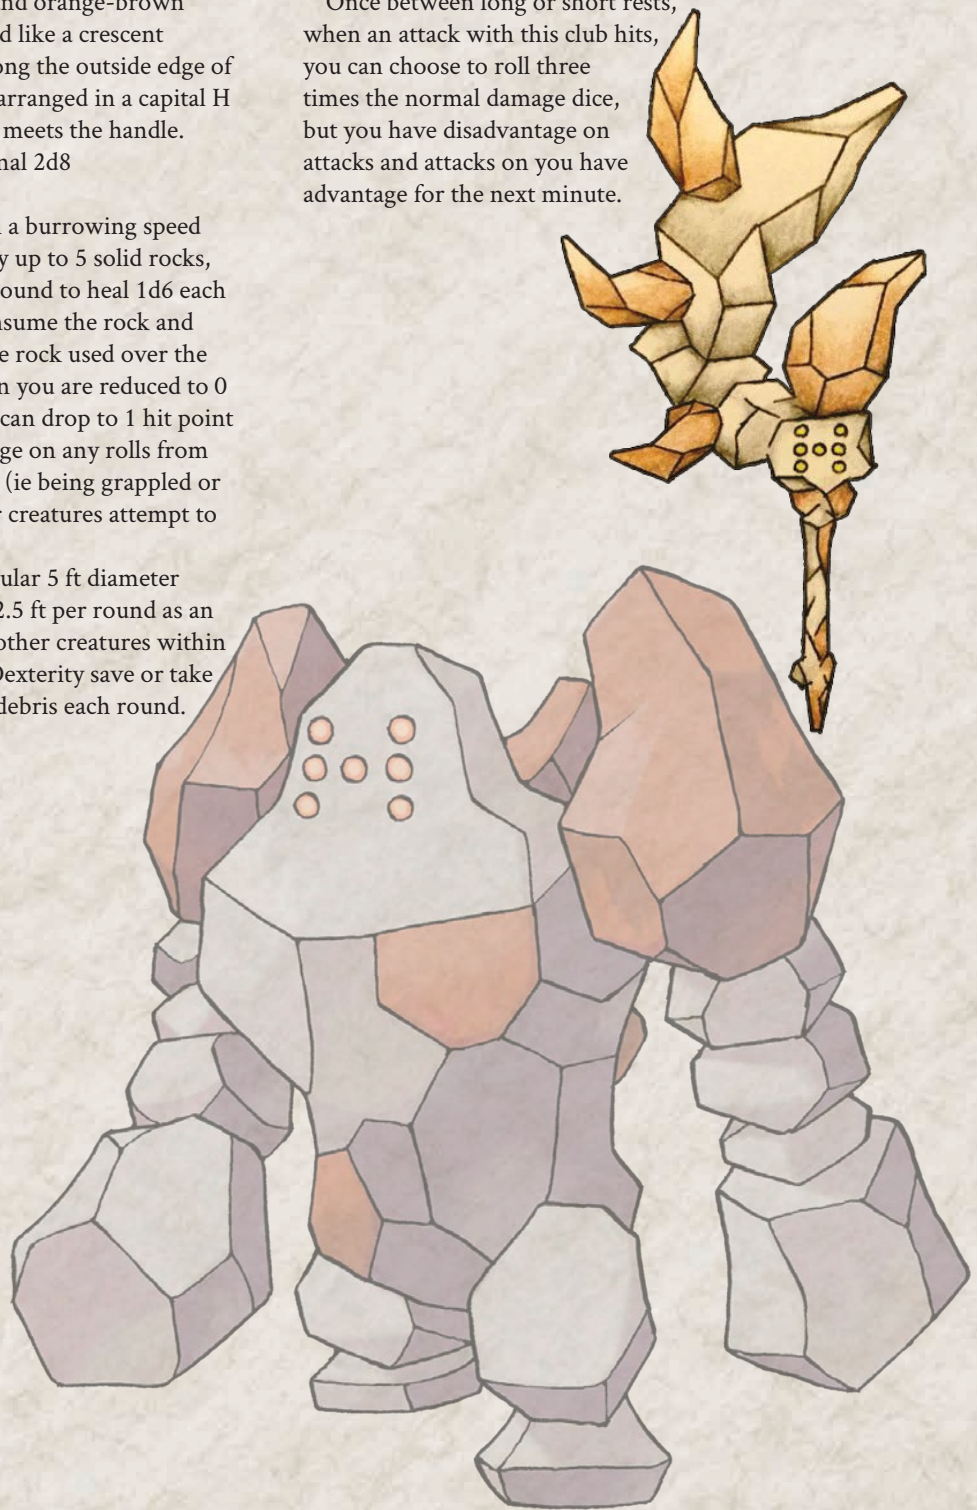 nd orange-brown
d like a crescent
ong the outside edge of
arranged in a capital H
meets the handle.
nal 2d8
a burrowing speed
y up to 5 solid rocks,
ound to heal 1d6 each
nsume the rock and
e rock used over the
n you are reduced to 0
can drop to 1 hit point
ge on any rolls from
(ie being grappled or
r creatures attempt to
ular 5 ft diameter
2.5 ft per round as an
other creatures within
Dexterity save or take
debris each round.
Once between long or short rests,
when an attack with this club hits,
you can choose to roll three
times the normal damage dice,
but you have disadvantage on
attacks and attacks on you have
advantage for the next minute.